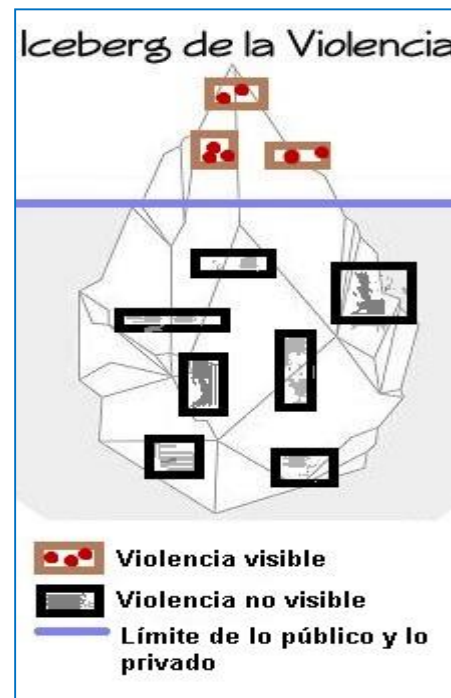 Iceberg de la Violencia
Violencia visible
Violencia no visible
Límite de lo público y lo
privado